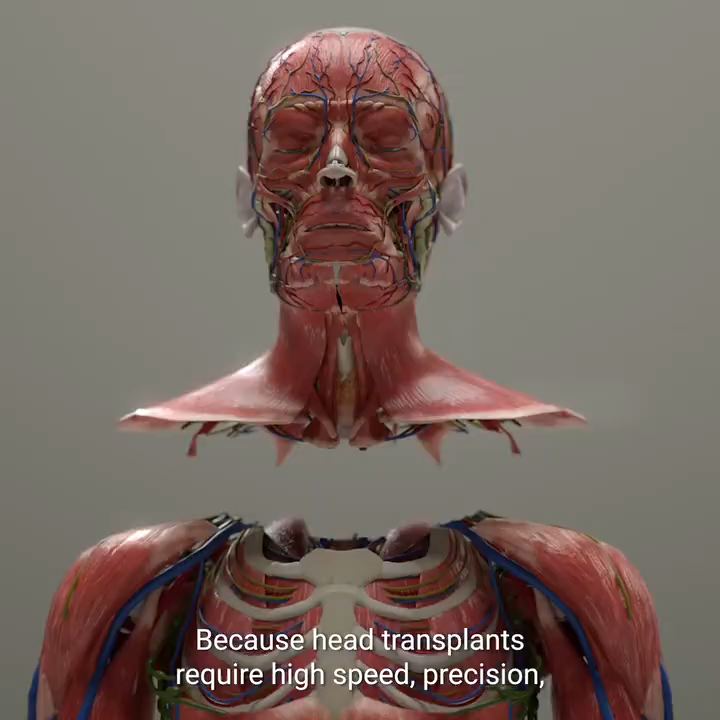 Because head transplants
require high speed, precision,